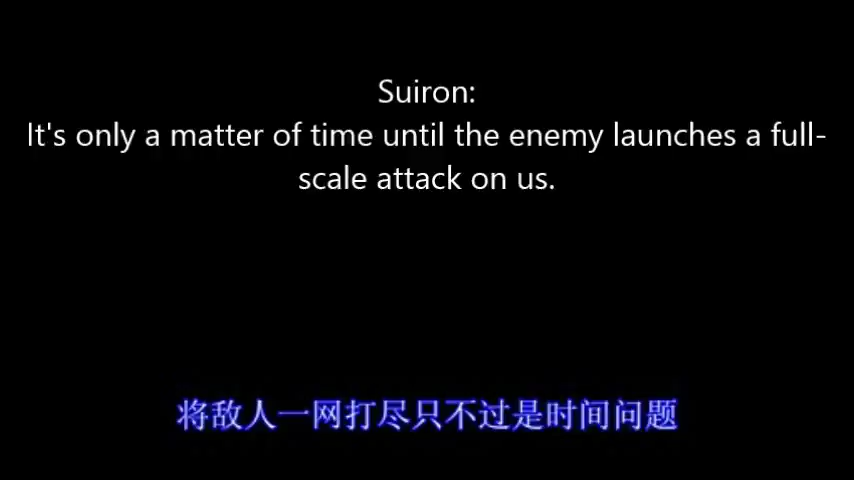 Suiron:
It's only a matter of time until the enemy launches a full-
scale attack on us.
将敌人一网打尽只不过是时间问题